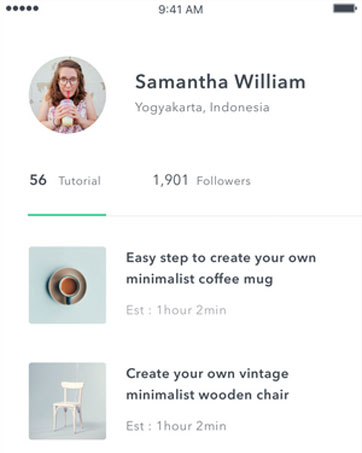 9:41 AM
Samantha William
Yogyakarta, Indonesia
56 Tutorial 1,901 Followers
Easy step to create your own
minimalist coffee mug
Est : 1hour 2min
Create your own vintage
minimalist wooden chair
Est : 1hour 2min